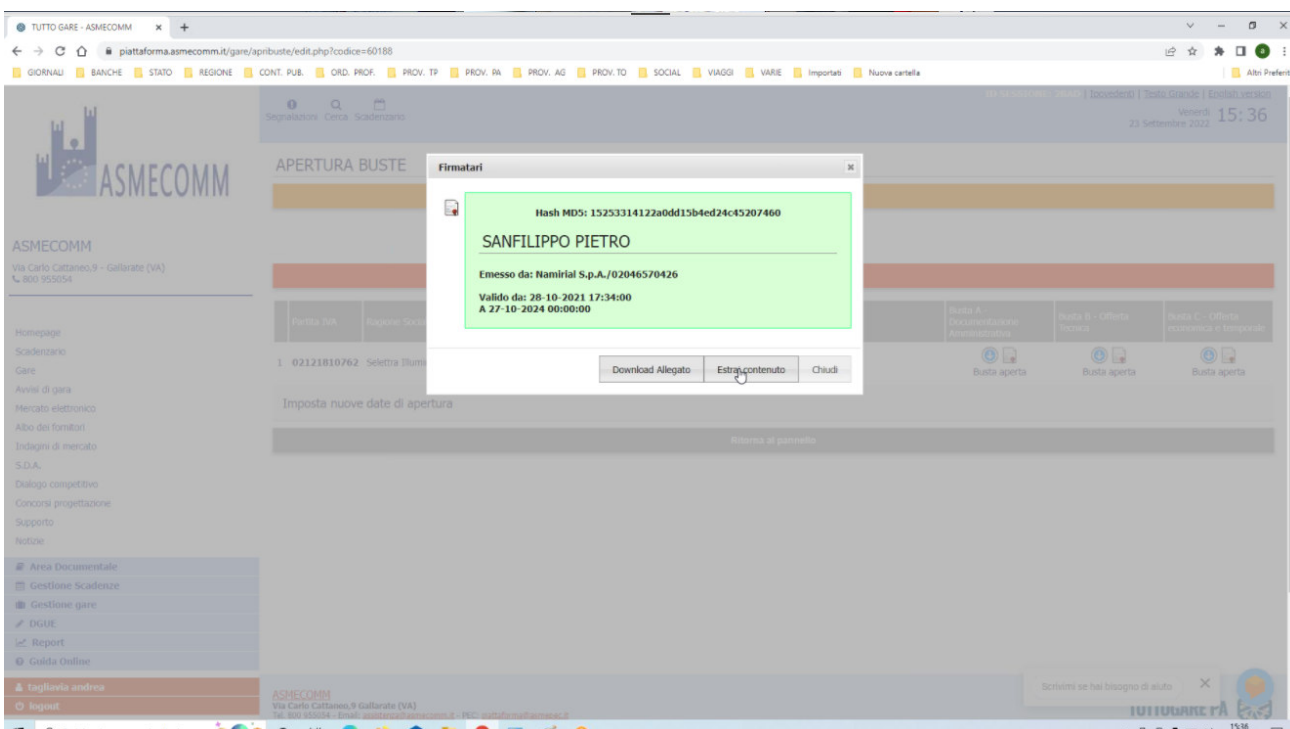 TUTTO GARE - ASMECOMM
piattaforma.asmecomm.it/gare/apribuste/edit.php?codice=60188
GIORNALI BANCHE STATO REGIONE CONT. PUB. ORD. PROF. PROV. TP PROV. PA PROV. AG PROV. TO SOCIAL VIAGGI VARIE Importati Nuova cartella Altri Preferit
Segnalazioni Cerca Scadenzario
Ipovedenti | Testo Grande | English version
Venerdì
23 Settembre 2022 15:36
ASMECOMM
APERTURA BUSTE
Firmatari
Hash MD5: 15253314122a0dd15b4ed24c45207460
SANFILIPPO PIETRO
Emesso da: Namirial S.p.A./02046570426
Valido da: 28-10-2021 17:34:00
A 27-10-2024 00:00:00
Download Allegato Estrai contenuto Chiudi
ASMECOMM
Via Carlo Cattaneo,9 - Gallarate (VA)
800 955054
Homepage
Scadenzario
Gare
Avvisi di gara
Mercato elettronico
Albo dei fornitori
Indagini di mercato
S.D.A.
Dialogo competitivo
Concorsi progettazione
Supporto
Notizie
Area Documentale
Gestione Scadenze
Gestione gare
DGUE
Report
Guida Online
tagliavia andrea
logout
Partita IVA Ragione Socia
Busta A - Documentazione Amministrativa
Busta B - Offerta Tecnica
Busta C - Offerta economica e temporale
1 02121810762 Selettra Illumi
Busta aperta Busta aperta Busta aperta
Imposta nuove date di apertura
Ritorna al pannello
ASMECOMM
Via Carlo Cattaneo,9 Gallarate (VA)
Tel. 800 955054 - Email:
Scrivimi se hai bisogno di aiuto
TUTTOGARE PA
15:36